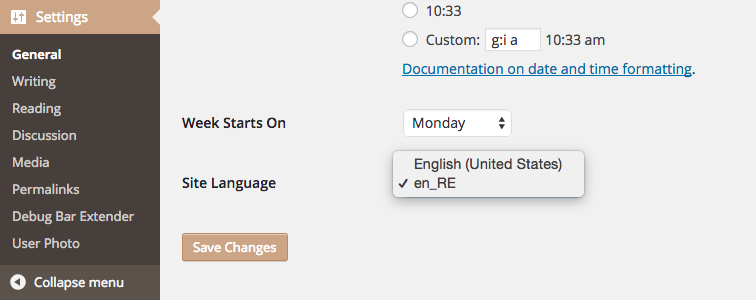 Settings
General
Writing
Reading
Discussion
Media
Permalinks
Debug Bar Extender
User Photo
Collapse menu
10:33
Custom: g:i a 10:33 am
Documentation on date and time formatting.
Week Starts On Monday
Site Language
English (United States)
✓ en_RE
Save Changes